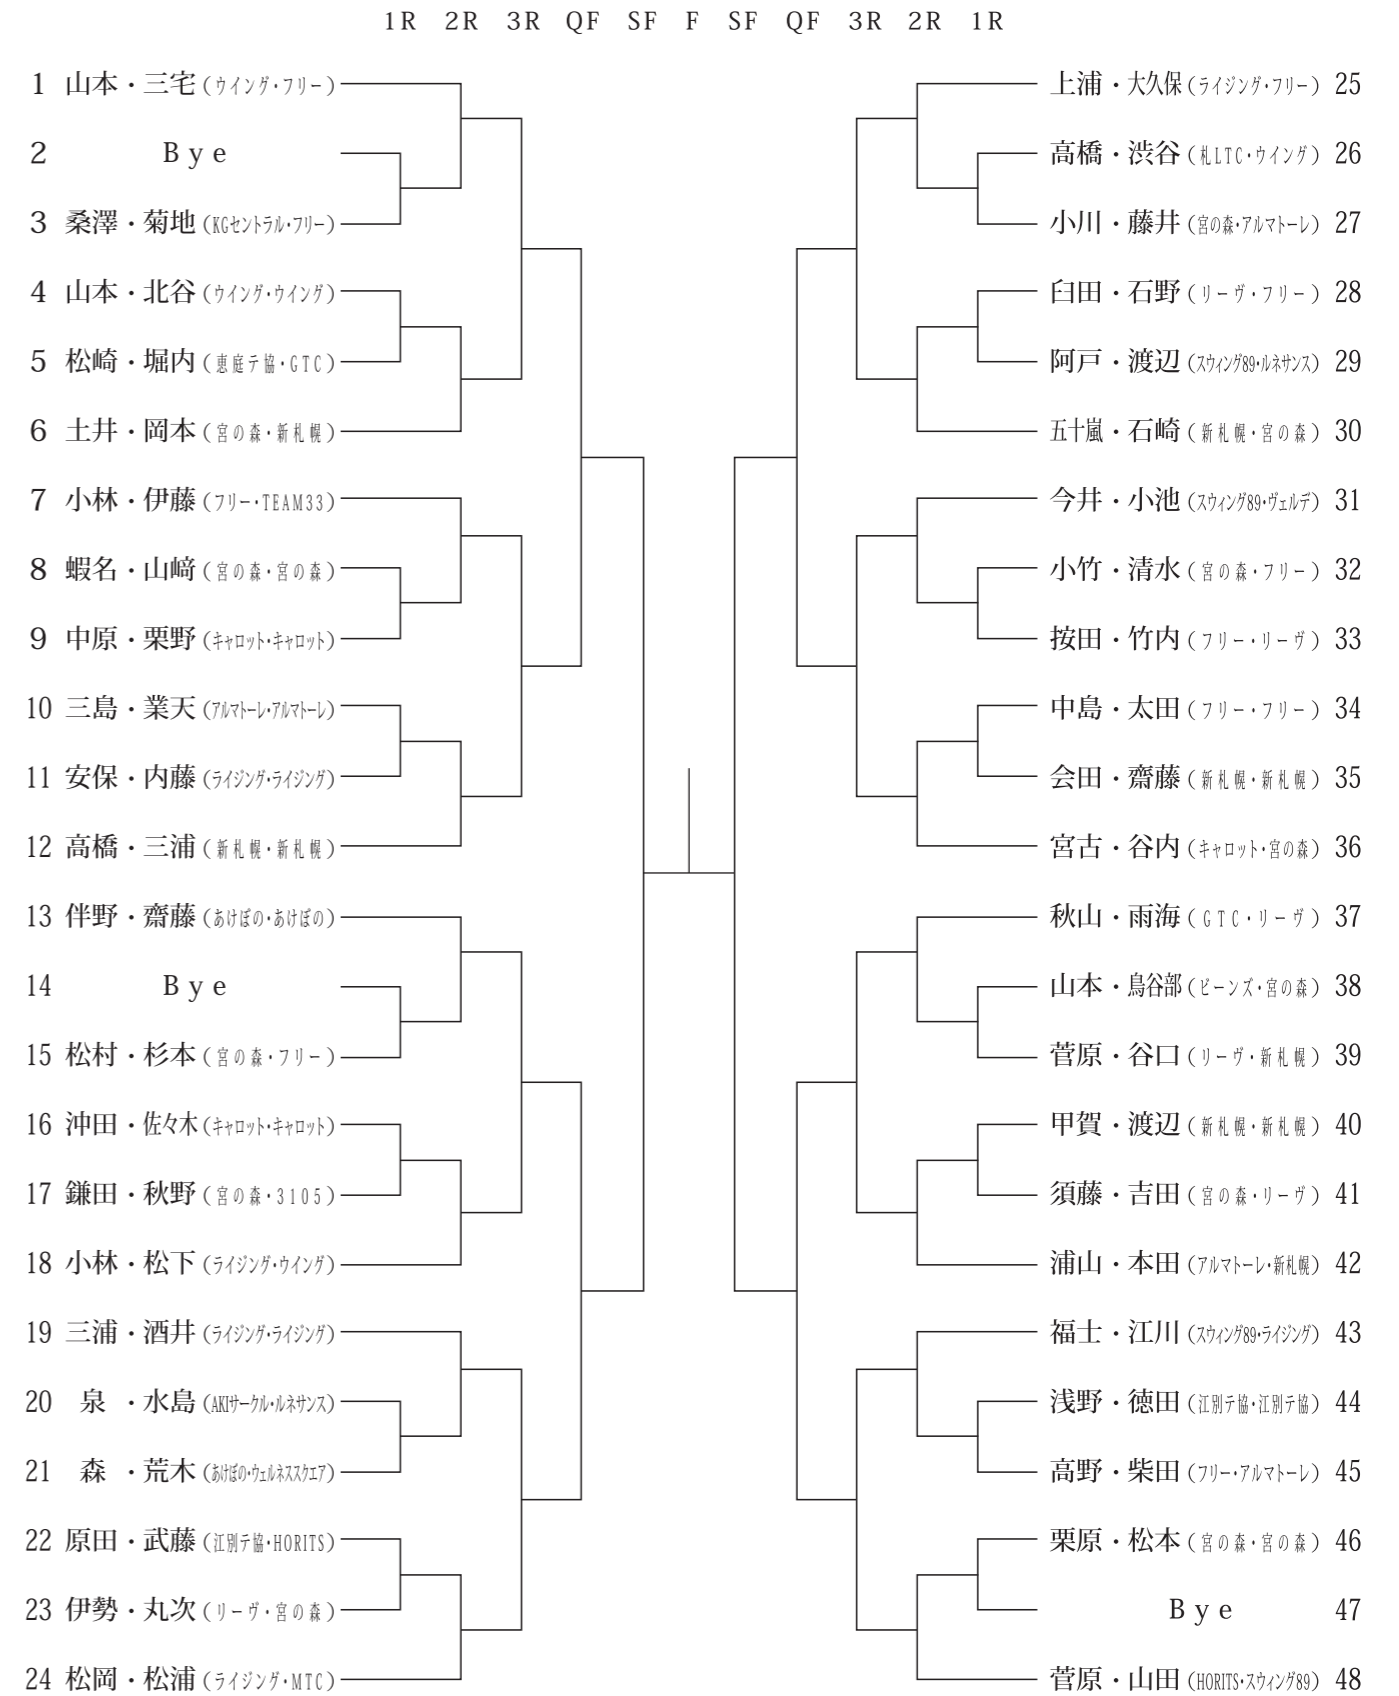 1R 2R 3R QF SF F SF QF 3R 2R 1R
1 山本・三宅(ウイング・フリー)
2 Bye
3 桑澤・菊地(KGセントラル・フリー)
4 山本・北谷(ウイング・ウイング)
5 松崎・堀内(恵庭テ協・GTC)
6 土井・岡本(宮の森・新札幌)
7 小林・伊藤(フリー・TEAM33)
8 蝦名・山﨑(宮の森・宮の森)
9 中原・栗野(キャロット・キャロット)
10 三島・業天(アルマトーレ・アルマトーレ)
11 安保・内藤(ライジング・ライジング)
12 高橋・三浦(新札幌・新札幌)
13 伴野・齋藤(あけぼの・あけぼの)
14 Bye
15 松村・杉本(宮の森・フリー)
16 沖田・佐々木(キャロット・キャロット)
17 鎌田・秋野(宮の森・3105)
18 小林・松下(ライジング・ウイング)
19 三浦・酒井(ライジング・ライジング)
20 泉 ・水島(AKIサークル・ルネサンス)
21 森 ・荒木(あけぼの・ウェルネススクエア)
22 原田・武藤(江別テ協・HORITS)
23 伊勢・丸次(リーヴ・宮の森)
24 松岡・松浦(ライジング・MTC)
上浦・大久保(ライジング・フリー) 25
高橋・渋谷(札LTC・ウイング) 26
小川・藤井(宮の森・アルマトーレ) 27
臼田・石野(リーヴ・フリー) 28
阿戸・渡辺(スウィング89・ルネサンス) 29
五十嵐・石崎(新札幌・宮の森) 30
今井・小池(スウィング89・ヴェルデ) 31
小竹・清水(宮の森・フリー) 32
按田・竹内(フリー・リーヴ) 33
中島・太田(フリー・フリー) 34
会田・齋藤(新札幌・新札幌) 35
宮古・谷内(キャロット・宮の森) 36
秋山・雨海(GTC・リーヴ) 37
山本・鳥谷部(ビーンズ・宮の森) 38
菅原・谷口(リーヴ・新札幌) 39
甲賀・渡辺(新札幌・新札幌) 40
須藤・吉田(宮の森・リーヴ) 41
浦山・本田(アルマトーレ・新札幌) 42
福士・江川(スウィング89・ライジング) 43
浅野・徳田(江別テ協・江別テ協) 44
高野・柴田(フリー・アルマトーレ) 45
栗原・松本(宮の森・宮の森) 46
Bye 47
菅原・山田(HORITS・スウィング89) 48